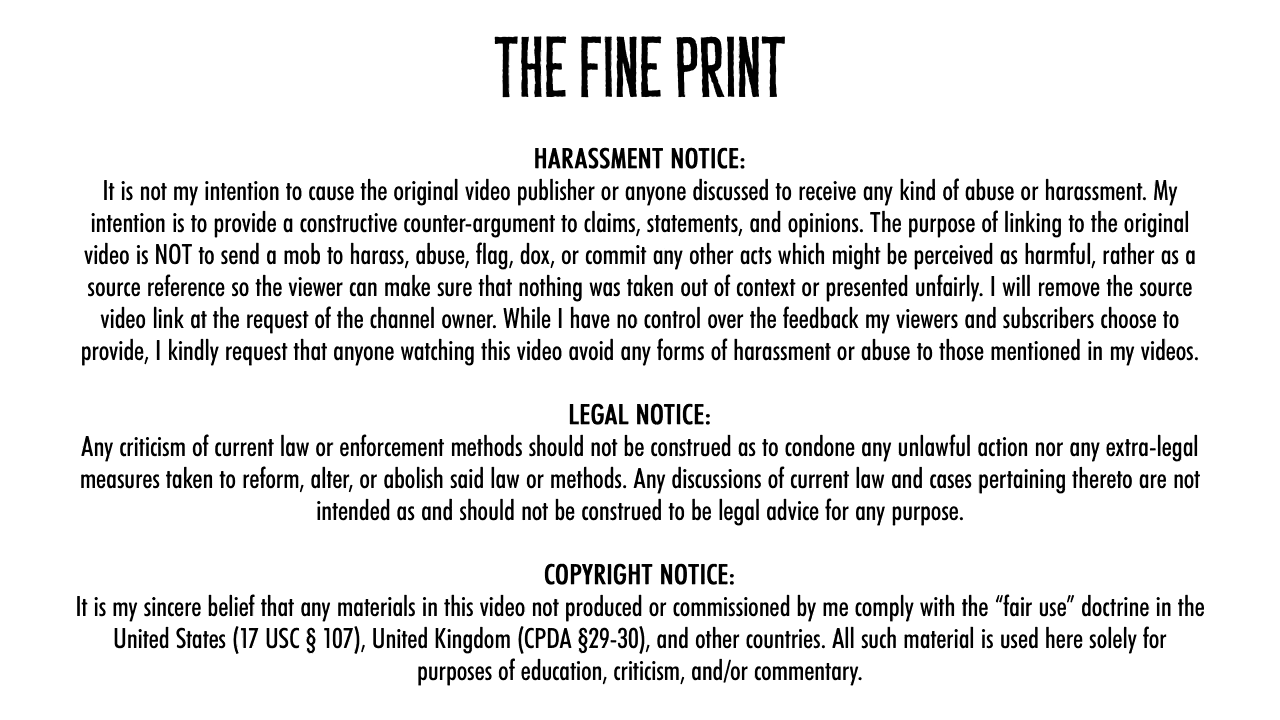 THE FINE PRINT
HARASSMENT NOTICE:
It is not my intention to cause the original video publisher or anyone discussed to receive any kind of abuse or harassment. My
intention is to provide a constructive counter-argument to claims, statements, and opinions. The purpose of linking to the original
video is NOT to send a mob to harass, abuse, flag, dox, or commit any other acts which might be perceived as harmful, rather as a
source reference so the viewer can make sure that nothing was taken out of context or presented unfairly. I will remove the source
video link at the request of the channel owner. While I have no control over the feedback my viewers and subscribers choose to
provide, I kindly request that anyone watching this video avoid any forms of harassment or abuse to those mentioned in my videos.
LEGAL NOTICE:
Any criticism of current law or enforcement methods should not be construed as to condone any unlawful action nor any extra-legal
measures taken to reform, alter, or abolish said law or methods. Any discussions of current law and cases pertaining thereto are not
intended as and should not be construed to be legal advice for any purpose.
COPYRIGHT NOTICE:
It is my sincere belief that any materials in this video not produced or commissioned by me comply with the “fair use” doctrine in the
United States (17 USC § 107), United Kingdom (CPDA §29-30), and other countries. All such material is used here solely for
purposes of education, criticism, and/or commentary.